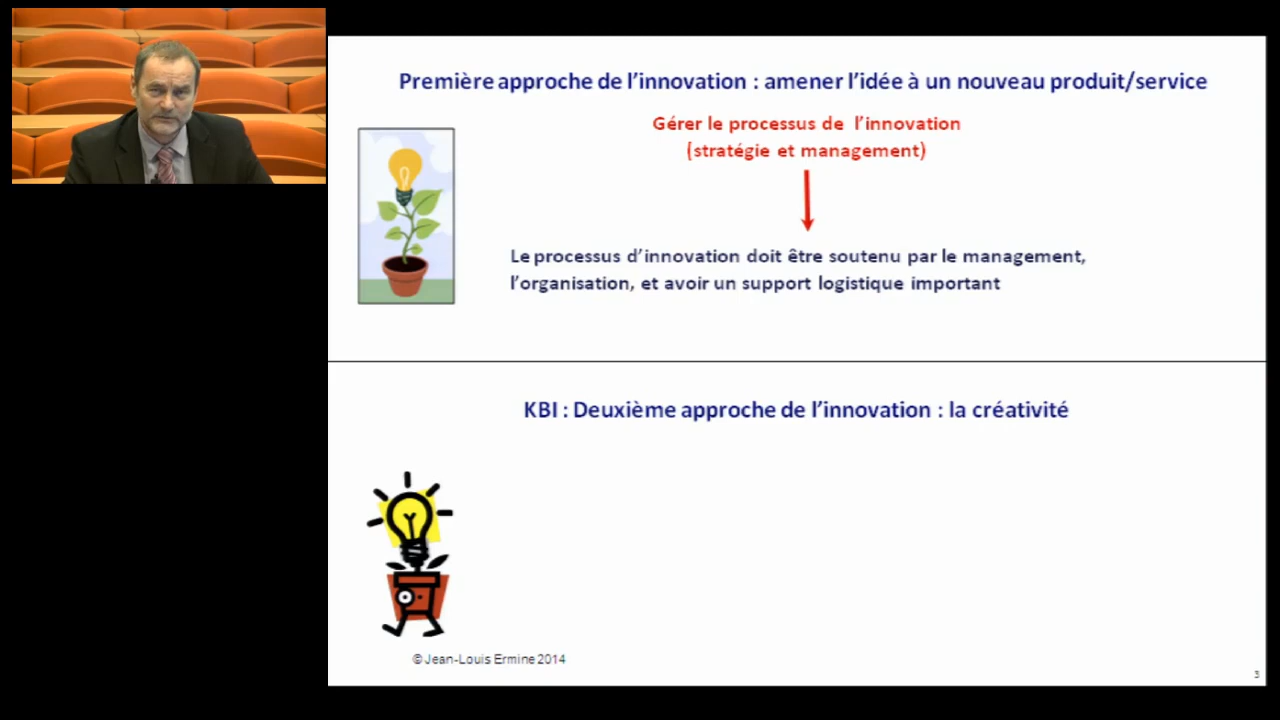 Première approche de l'innovation : amener l'idée à un nouveau produit/service
Gérer le processus de l'innovation
(stratégie et management)
Le processus d'innovation doit être soutenu par le management,
l'organisation, et avoir un support logistique important
KBI : Deuxième approche de l'innovation : la créativité
© Jean-Louis Ermine 2014
3